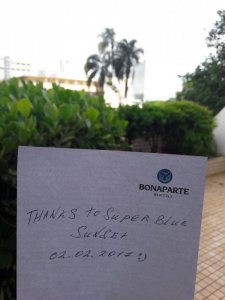 BONAPARTE
THANKS to SUPER BLUE
SUNSET
02.02.2017 :)